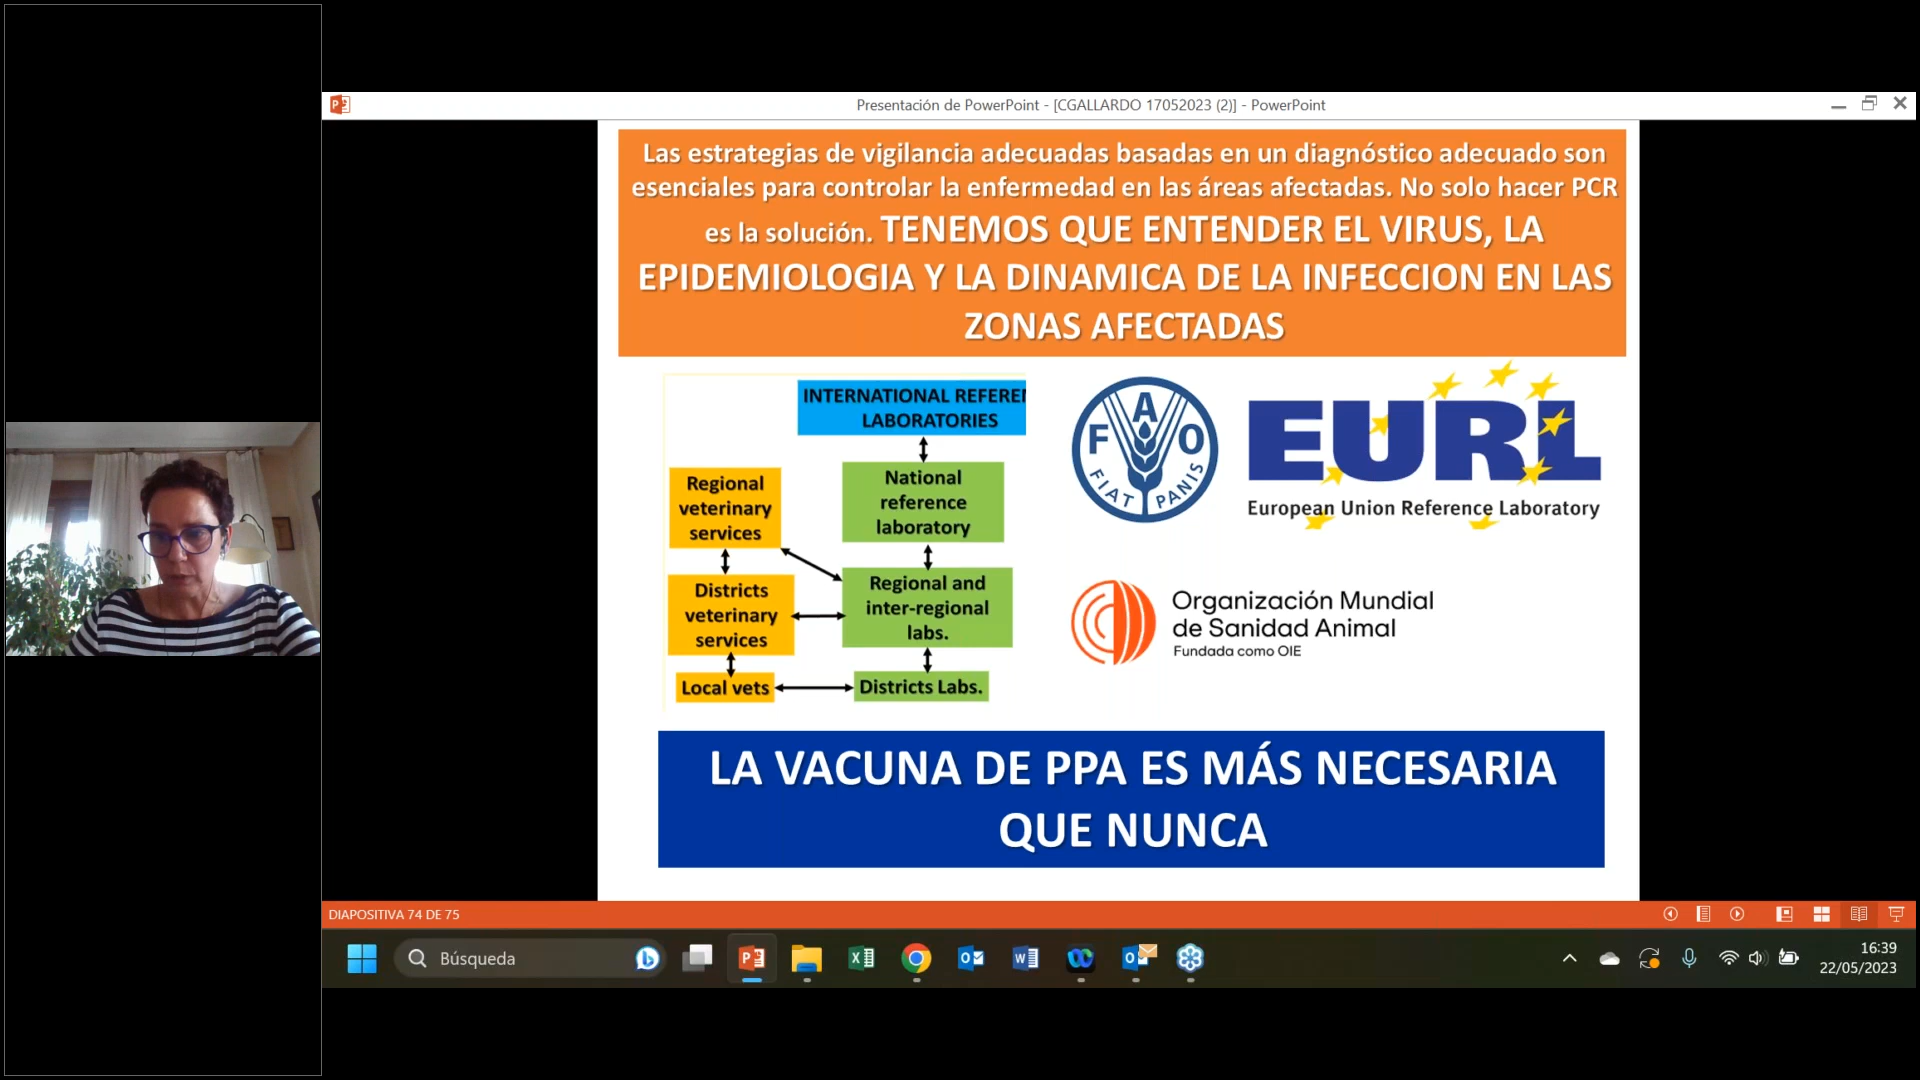 Presentación de PowerPoint - [CGALLARDO 17052023 (2)] - PowerPoint
Las estrategias de vigilancia adecuadas basadas en un diagnóstico adecuado son
esenciales para controlar la enfermedad en las áreas afectadas. No solo hacer PCR
es la solución. TENEMOS QUE ENTENDER EL VIRUS, LA
EPIDEMIOLOGIA Y LA DINAMICA DE LA INFECCION EN LAS
ZONAS AFECTADAS
INTERNATIONAL REFEREN
LABORATORIES
National
reference
laboratory
Regional
veterinary
services
Regional and
inter-regional
labs.
Districts
veterinary
services
Local vets
Districts Labs.
FAO
FIAT PANIS
EURL
European Union Reference Laboratory
Organización Mundial
de Sanidad Animal
Fundada como OIE
LA VACUNA DE PPA ES MÁS NECESARIA
QUE NUNCA
DIAPOSITIVA 74 DE 75
Búsqueda
16:39
22/05/2023